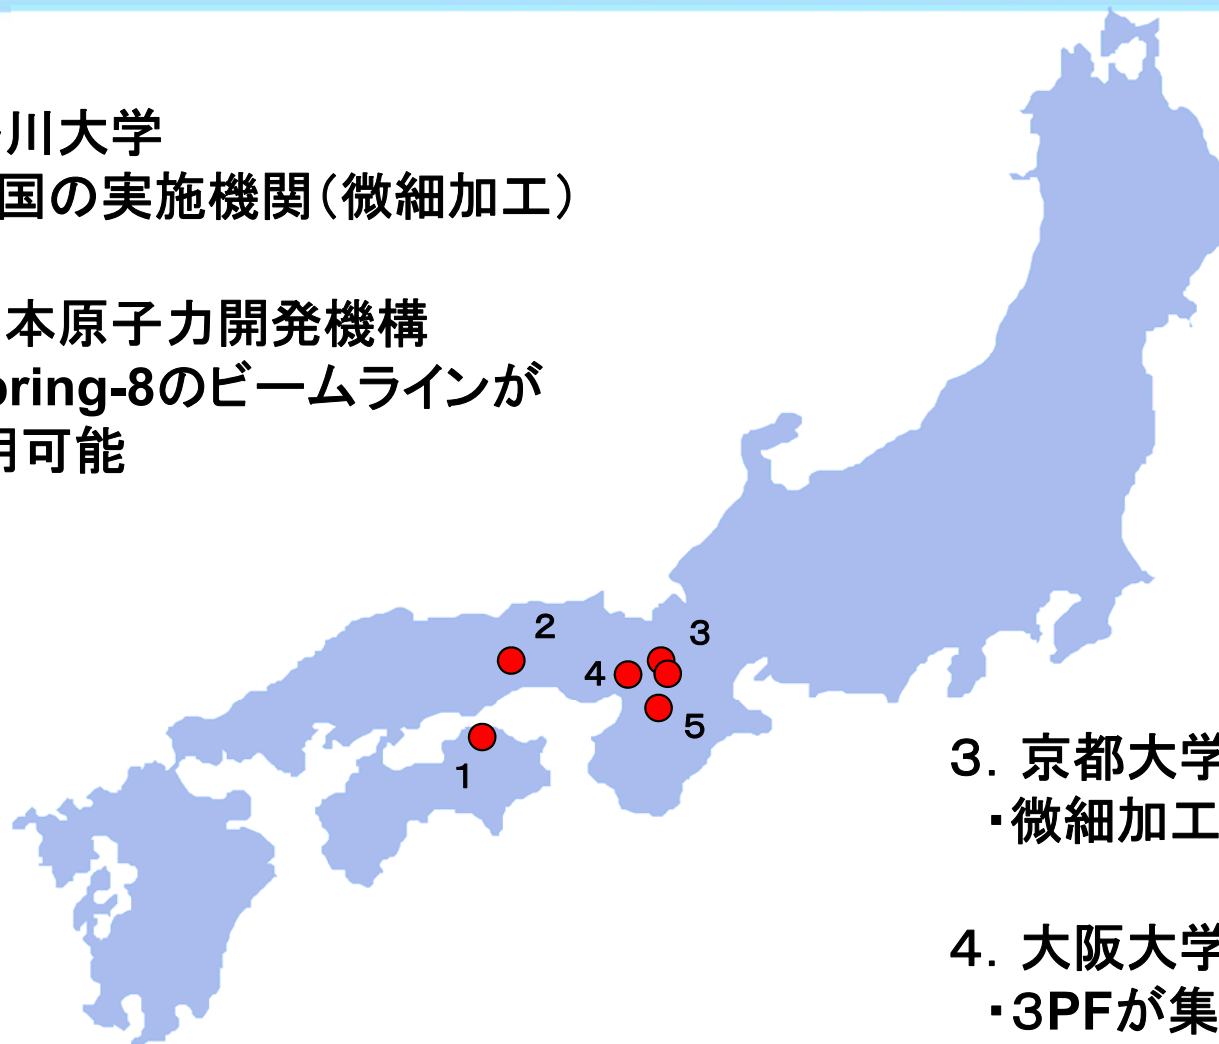 川大学
国の実施機関（微細加工）
本原子力開発機構
pring-8のビームラインが
用可能
2
3
4
5
1
３．京都大学
・微細加工
４．大阪大学
・3PFが集